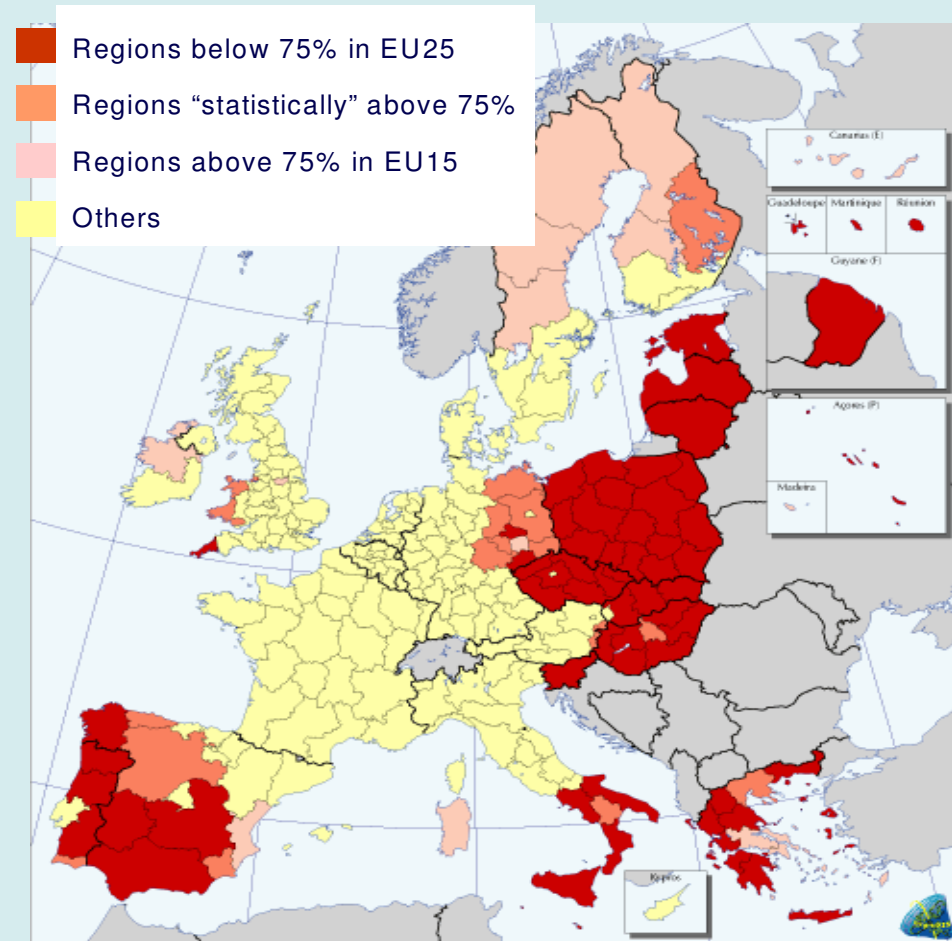 Regions below 75% in EU25
Regions “statistically” above 75%
Regions above 75% in EU15
Others
Canarias (E)
Guadeloupe Martinique Réunion
Guyane (F)
Açores (P)
Madeira
Kypros